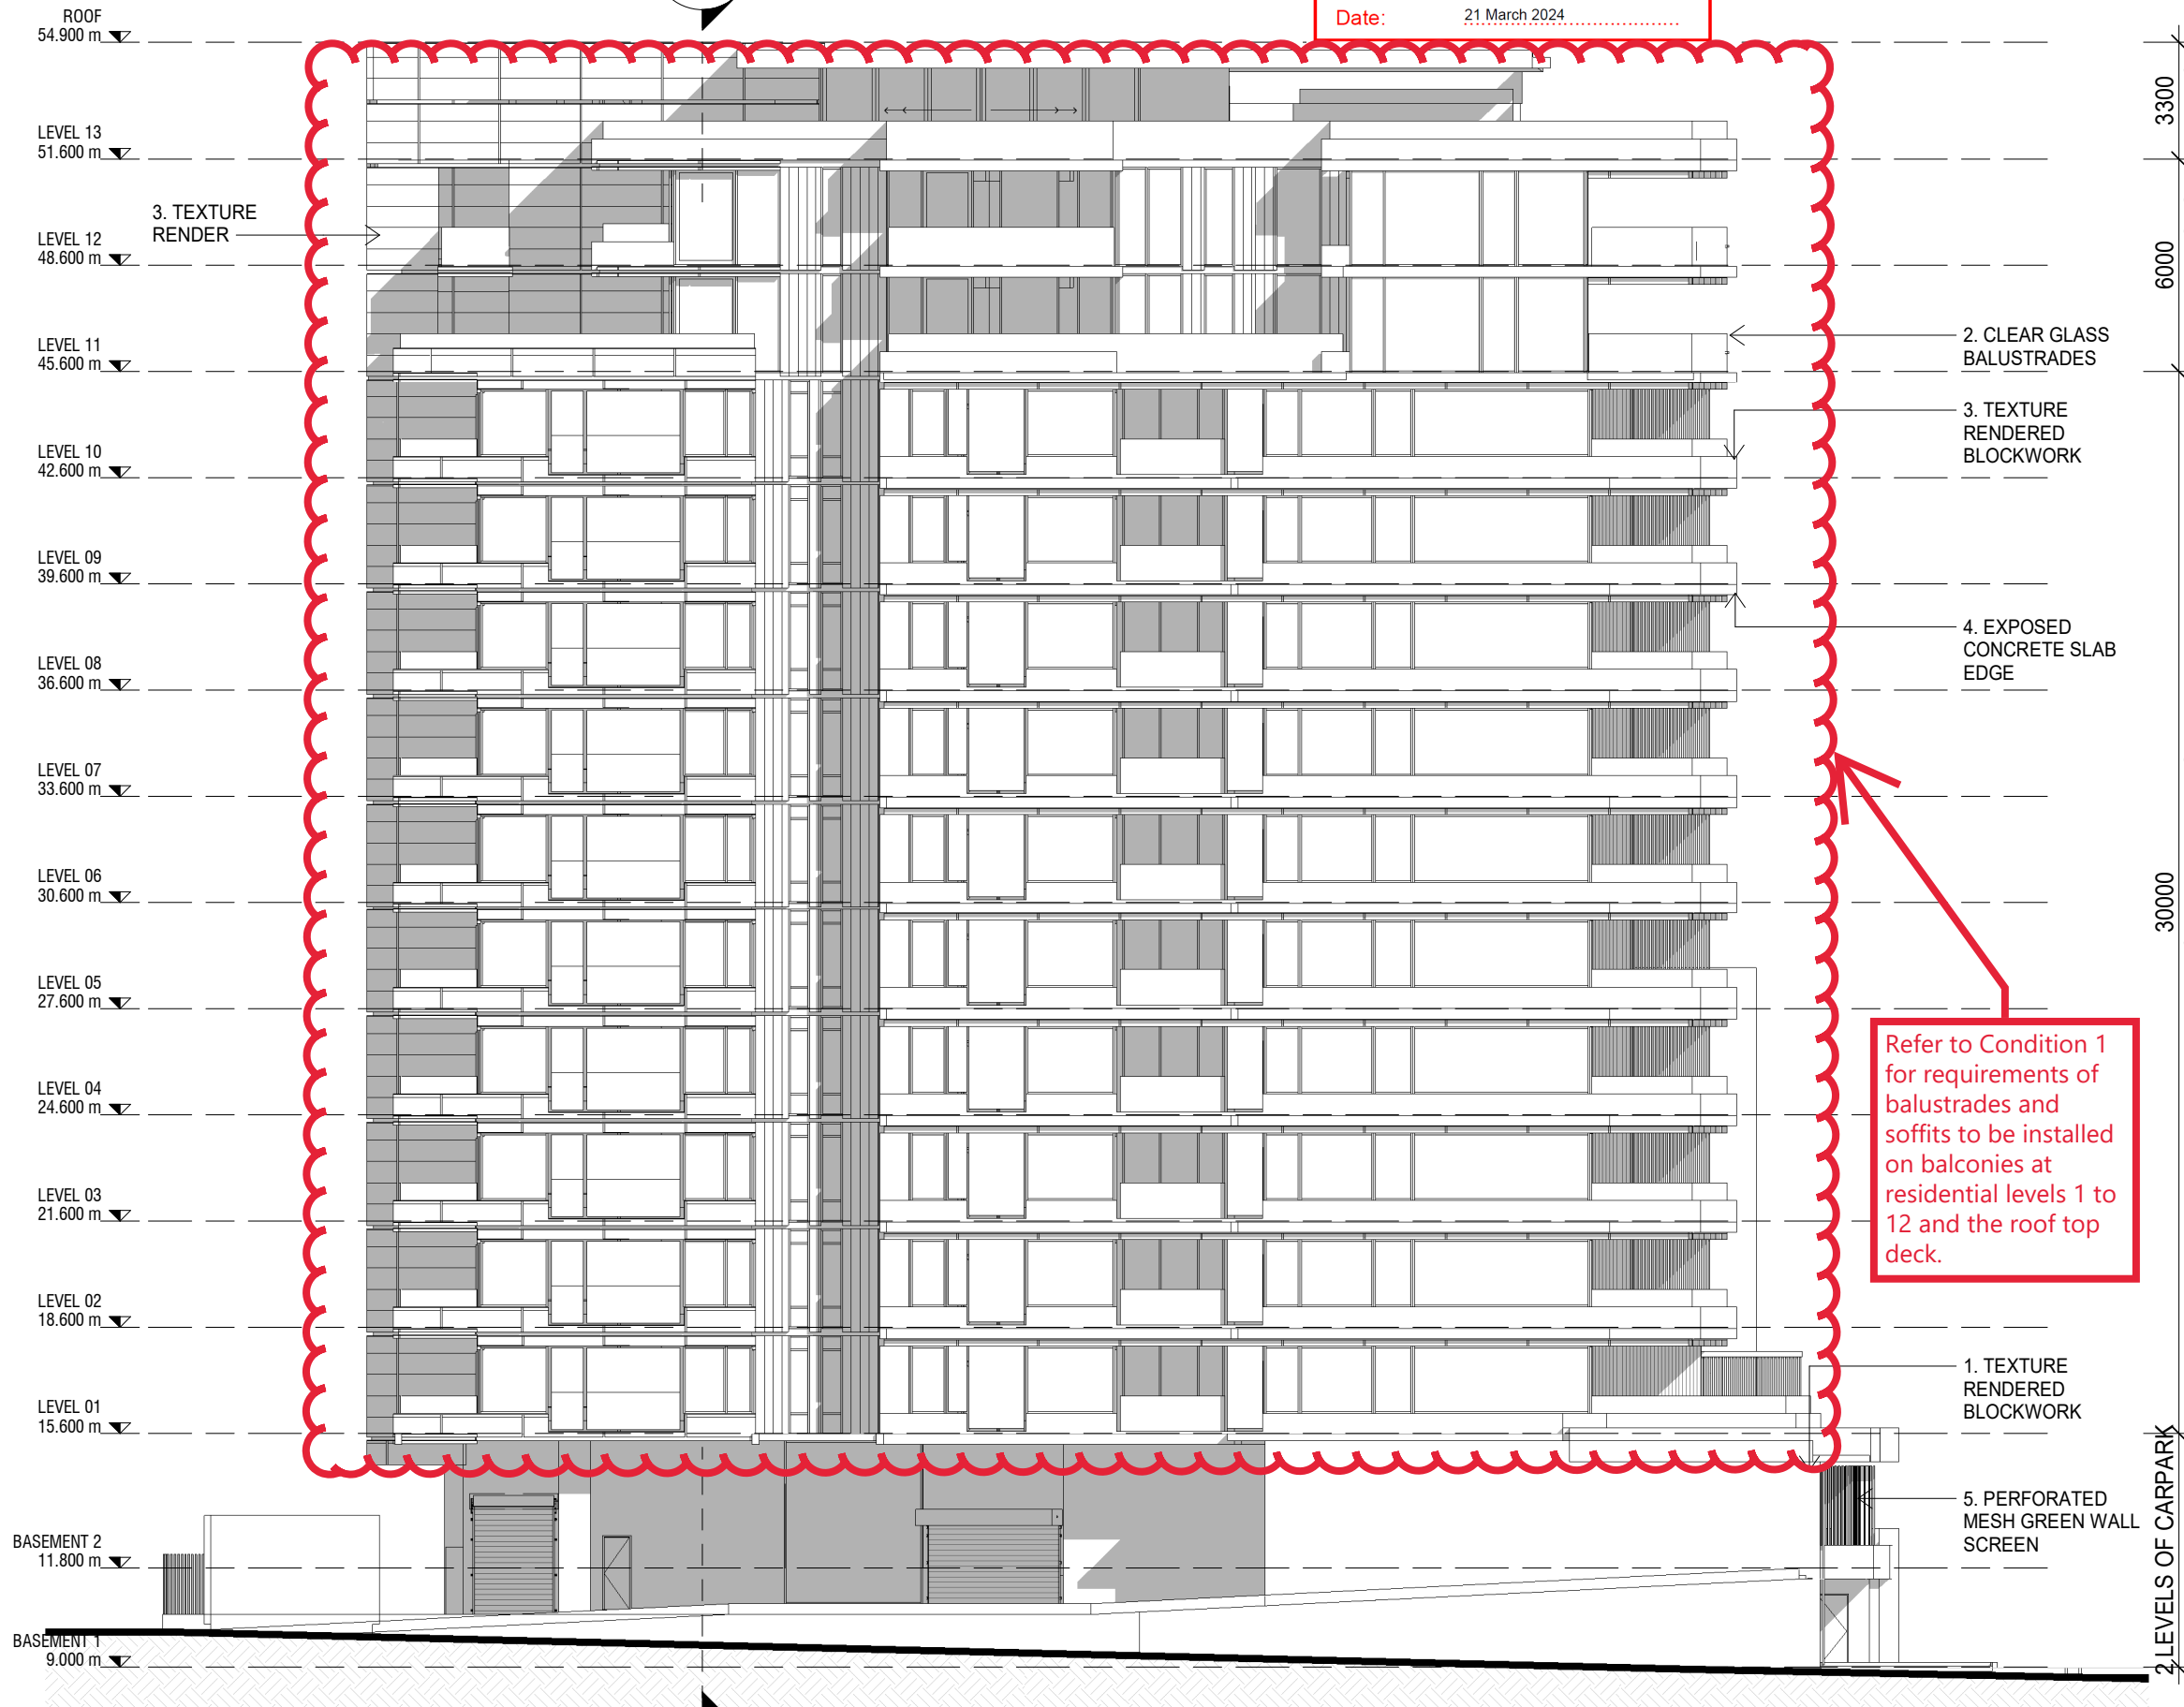 Date: 21 March 2024
ROOF
54.900 m
LEVEL 13
51.600 m
3. TEXTURE
RENDER
LEVEL 12
48.600 m
LEVEL 11
45.600 m
LEVEL 10
42.600 m
LEVEL 09
39.600 m
LEVEL 08
36.600 m
LEVEL 07
33.600 m
LEVEL 06
30.600 m
LEVEL 05
27.600 m
LEVEL 04
24.600 m
LEVEL 03
21.600 m
LEVEL 02
18.600 m
LEVEL 01
15.600 m
BASEMENT 2
11.800 m
BASEMENT 1
9.000 m
2. CLEAR GLASS
BALUSTRADES
3. TEXTURE
RENDERED
BLOCKWORK
4. EXPOSED
CONCRETE SLAB
EDGE
Refer to Condition 1
for requirements of
balustrades and
soffits to be installed
on balconies at
residential levels 1 to
12 and the roof top
deck.
1. TEXTURE
RENDERED
BLOCKWORK
5. PERFORATED
MESH GREEN WALL
SCREEN
3300
6000
30000
2 LEVELS OF CARPARK